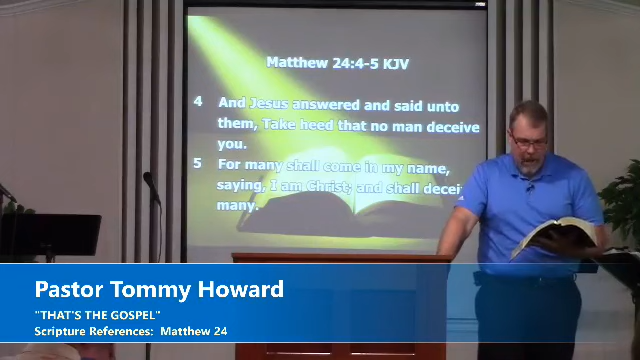 Matthew 24:4-5 KJV
4 And Jesus answered and said unto
them, Take heed that no man deceive
you.
5 For many shall come in my name,
saying, I am Christ; and shall decei
many.
Pastor Tommy Howard
"THAT'S THE GOSPEL"
Scripture References: Matthew 24